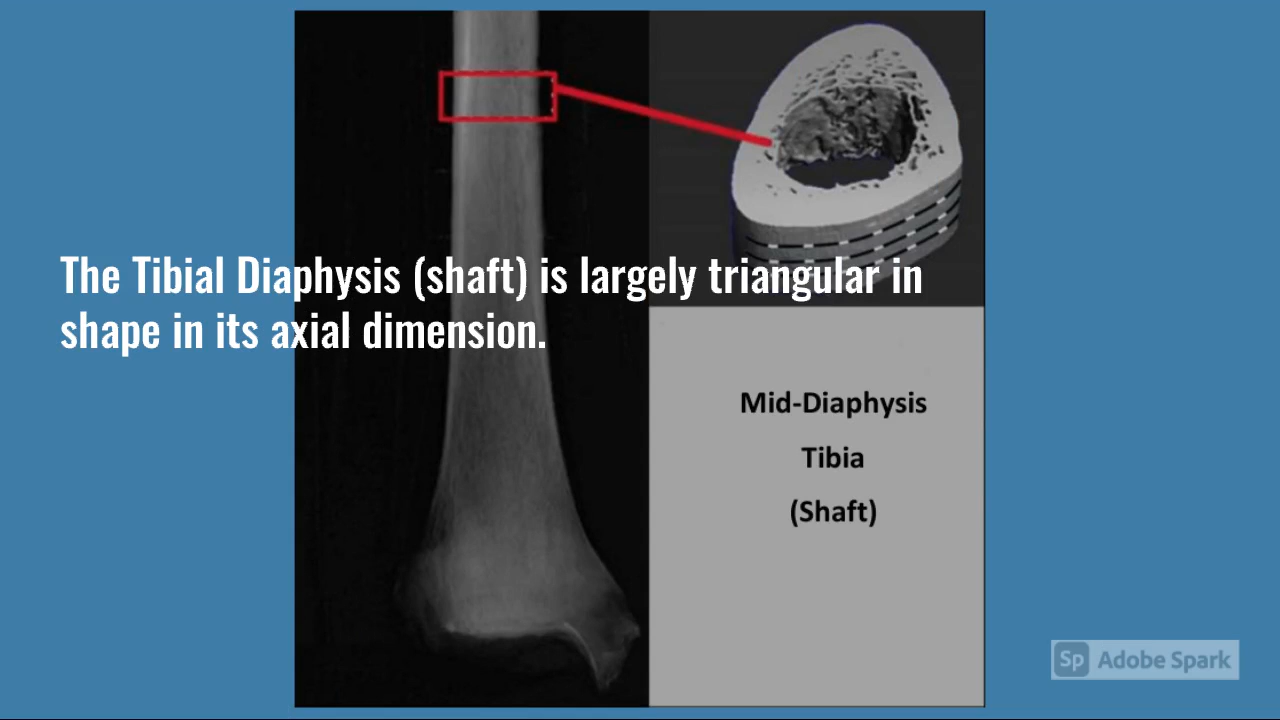 The Tibial Diaphysis (shaft) is largely triangular in
shape in its axial dimension.
Mid-Diaphysis
Tibia
(Shaft)
Sp Adobe Spark